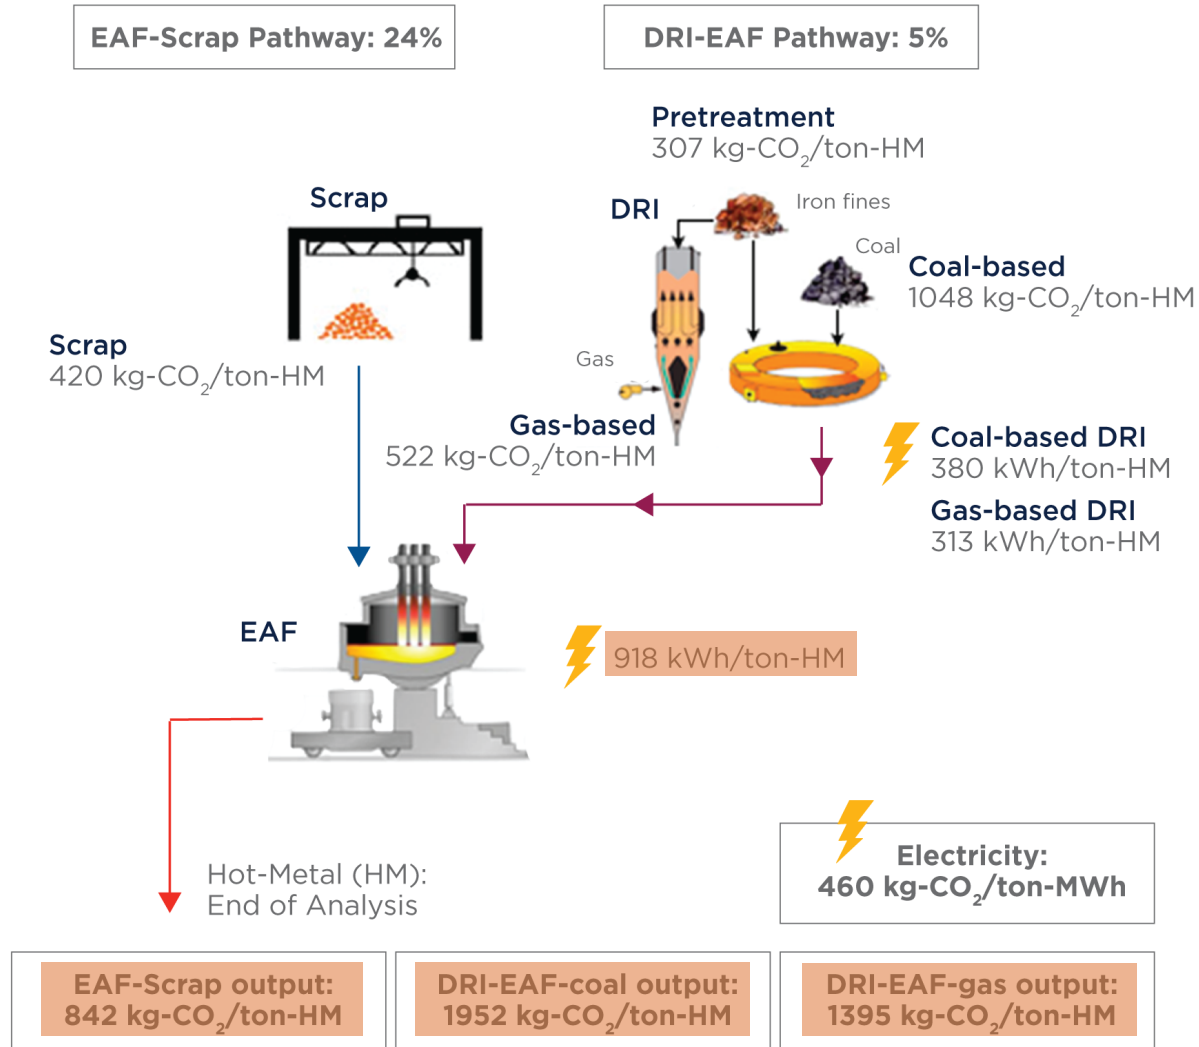 EAF-Scrap Pathway: 24%
DRI-EAF Pathway: 5%
Pretreatment
307 kg-CO₂/ton-HM
Scrap
DRI
Iron fines
Coal
Coal-based
1048 kg-CO₂/ton-HM
Scrap
420 kg-CO₂/ton-HM
Gas
Gas-based
522 kg-CO₂/ton-HM
Coal-based DRI
380 kWh/ton-HM
Gas-based DRI
313 kWh/ton-HM
EAF
918 kWh/ton-HM
Hot-Metal (HM):
End of Analysis
Electricity:
460 kg-CO₂/ton-MWh
EAF-Scrap output:
842 kg-CO₂/ton-HM
DRI-EAF-coal output:
1952 kg-CO₂/ton-HM
DRI-EAF-gas output:
1395 kg-CO₂/ton-HM